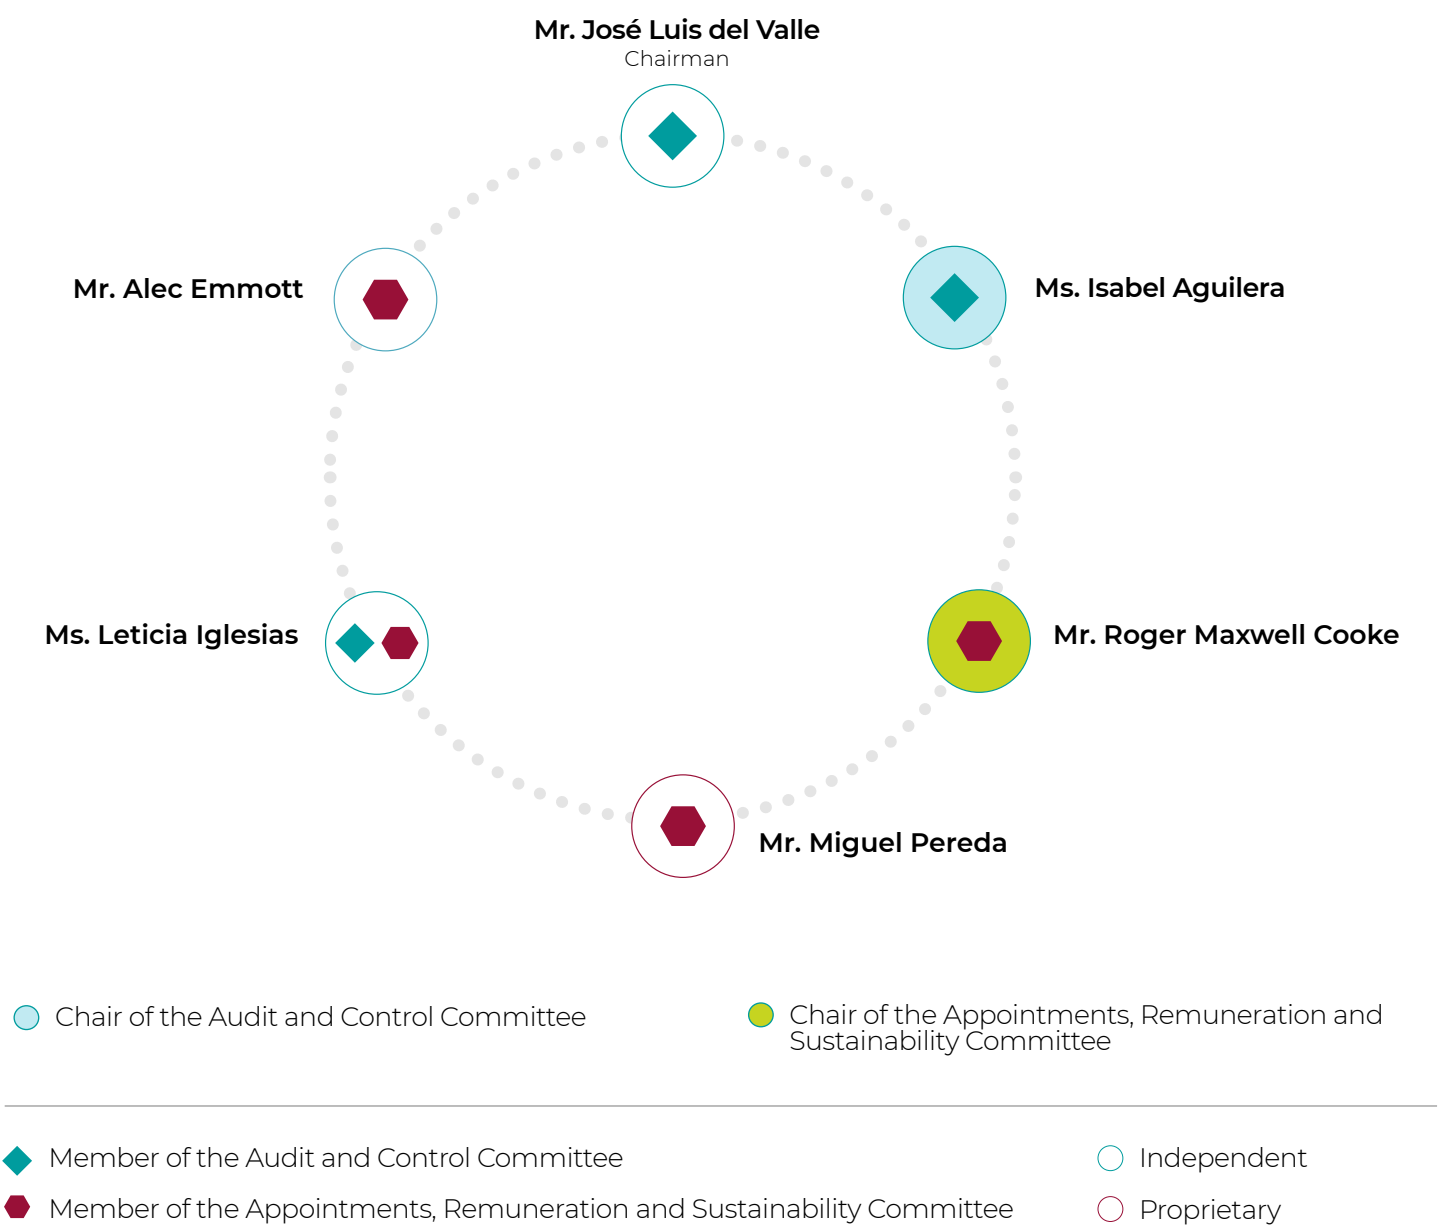 Mr. José Luis del Valle
Chairman
Mr. Alec Emmott
Ms. Isabel Aguilera
Ms. Leticia Iglesias
Mr. Roger Maxwell Cooke
Mr. Miguel Pereda
Chair of the Audit and Control Committee
Chair of the Appointments, Remuneration and
Sustainability Committee
Member of the Audit and Control Committee
Independent
Member of the Appointments, Remuneration and Sustainability Committee
Proprietary